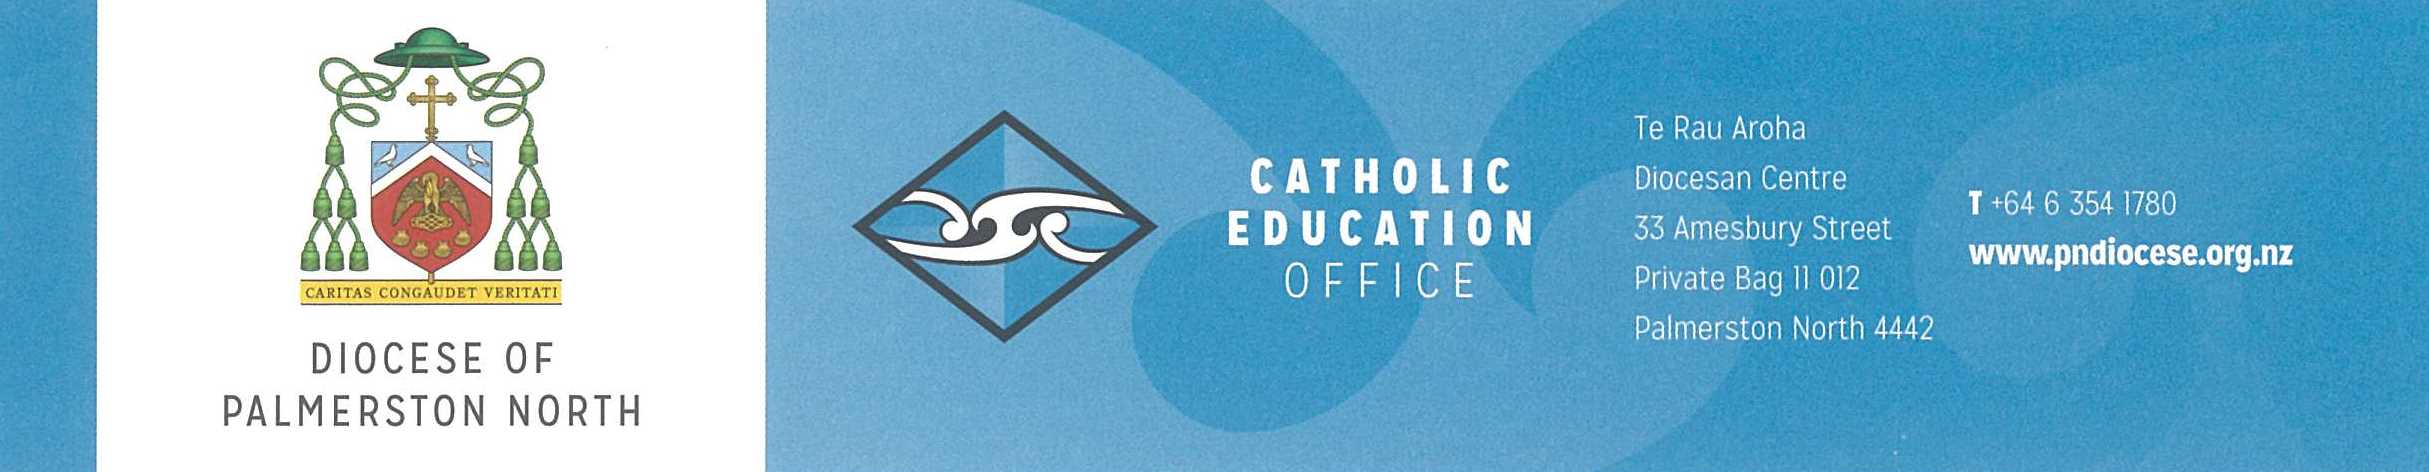 CARITAS CONGAUDET VERITATI
DIOCESE OF
PALMERSTON NORTH
CATHOLIC
EDUCATION
OFFICE
Te Rau Aroha
Diocesan Centre
33 Amesbury Street
Private Bag 11 012
Palmerston North 4442
T +64 6 354 1780
www.pndiocese.org.nz